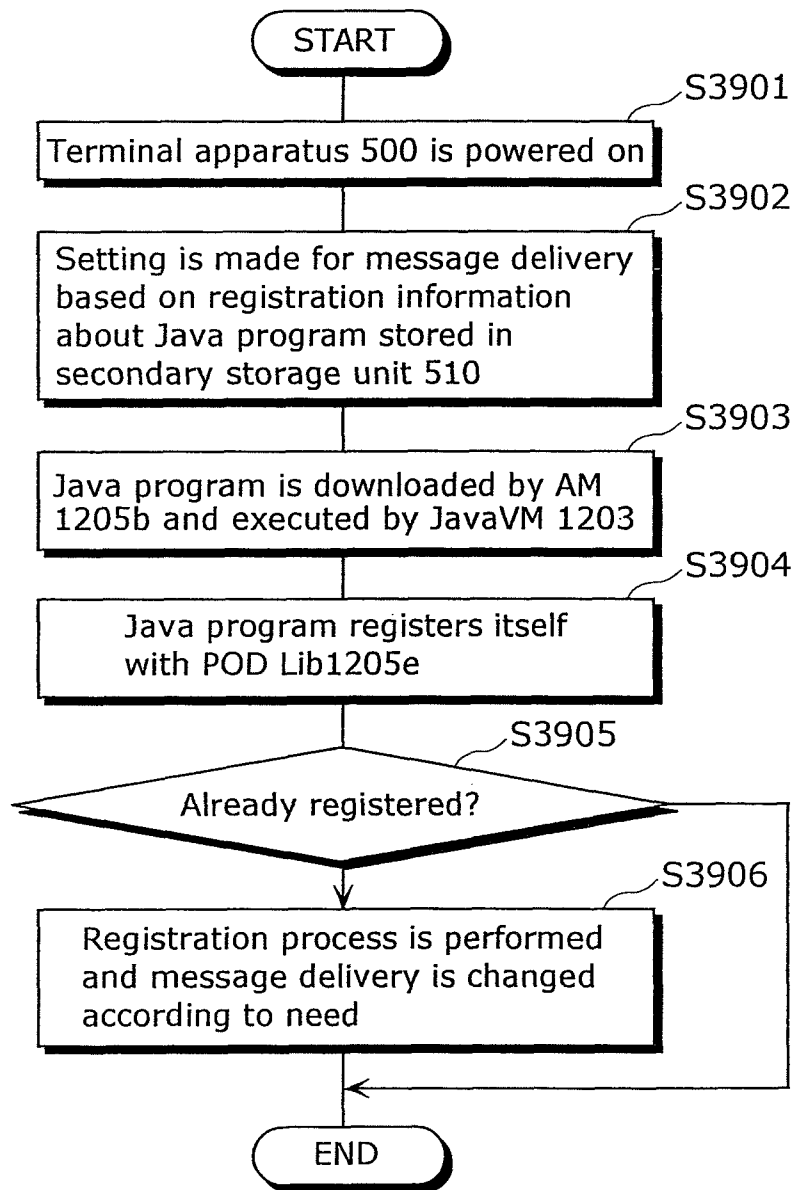 START
S3901
Terminal apparatus 500 is powered on
S3902
Setting is made for message delivery
based on registration information
about Java program stored in
secondary storage unit 510
S3903
Java program is downloaded by AM
1205b and executed by JavaVM 1203
S3904
Java program registers itself
with POD Lib1205e
S3905
Already registered?
S3906
Registration process is performed
and message delivery is changed
according to need
END